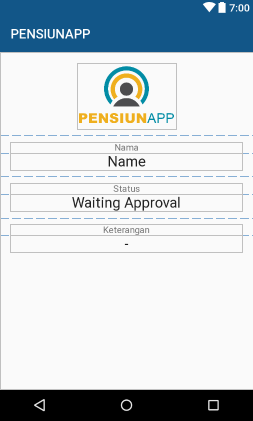 7:00
PENSIUNAPP
PENSIUNAPP
Nama
Name
Status
Waiting Approval
Keterangan
-